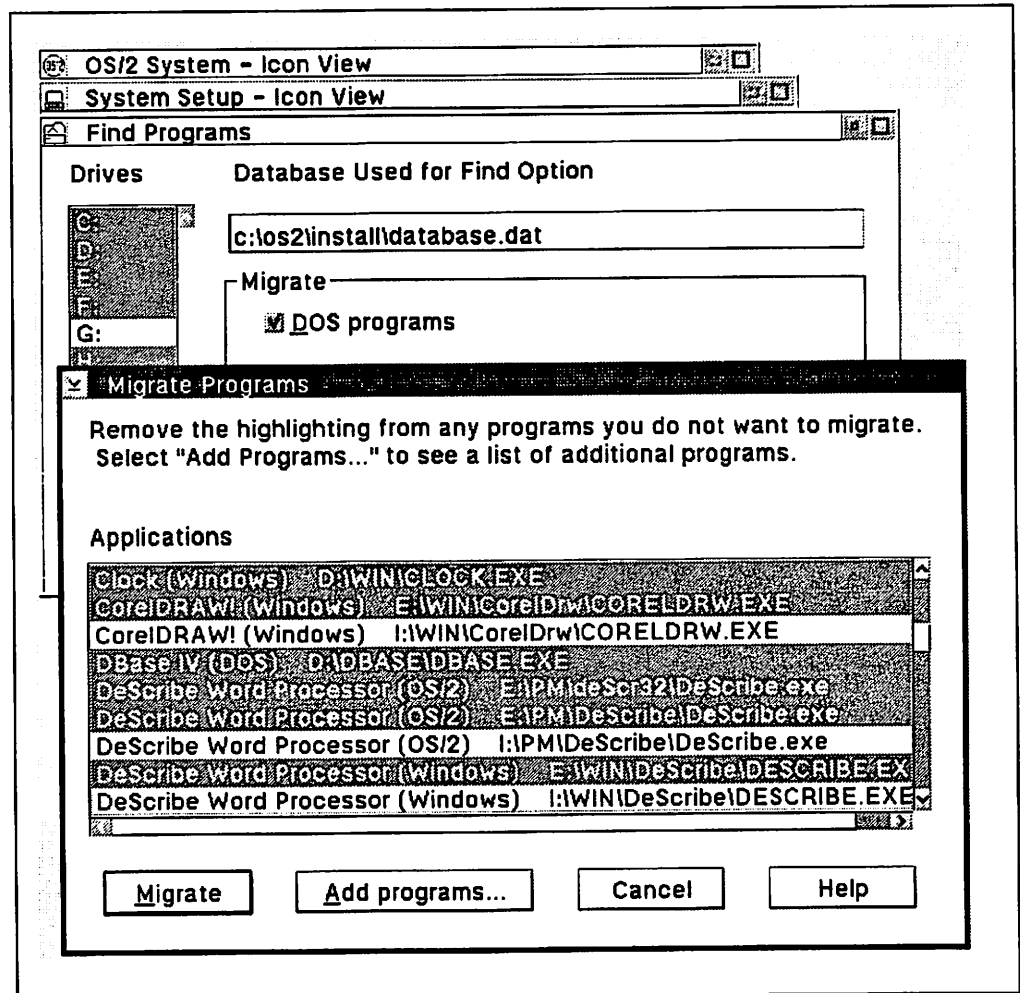 OS/2 System - Icon View
System Setup - Icon View
Find Programs
Drives
Database Used for Find Option
C:
D:
E:
F:
G:
H:
c:\os2\install\database.dat
Migrate
DOS programs
Migrate Programs
Remove the highlighting from any programs you do not want to migrate.
Select "Add Programs..." to see a list of additional programs.
Applications
Clock (Windows) D:\WIN\CLOCK.EXE
CorelDRAW! (Windows) E:\WIN\CorelDrw\CORELDRW.EXE
CorelDRAW! (Windows) I:\WIN\CorelDrw\CORELDRW.EXE
DBase IV (DOS) D:\DBASE\DBASE.EXE
DeScribe Word Processor (OS/2) E:\PM\deScr32\DeScribe.exe
DeScribe Word Processor (OS/2) E:\PM\DeScribe\DeScribe.exe
DeScribe Word Processor (OS/2) I:\PM\DeScribe\DeScribe.exe
DeScribe Word Processor (Windows) E:\WIN\DeScribe\DESCRIBE.EX
DeScribe Word Processor (Windows) I:\WIN\DeScribe\DESCRIBE.EXE
Migrate
Add programs...
Cancel
Help